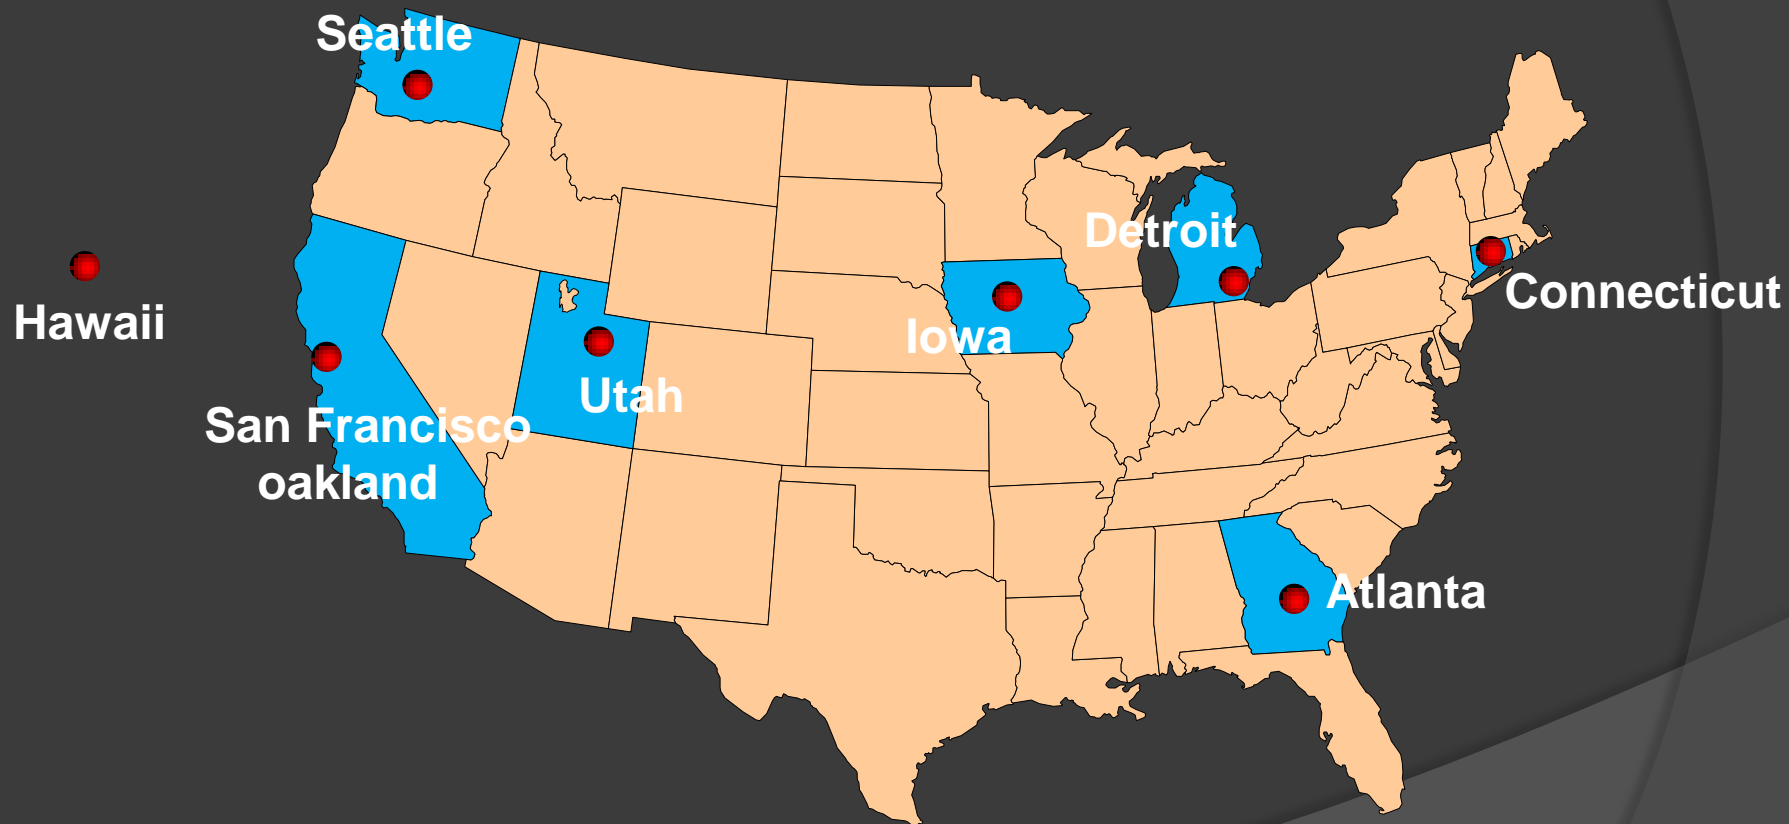 Seattle
Detroit
Connecticut
Hawaii
Iowa
Utah
San Francisco
oakland
Atlanta